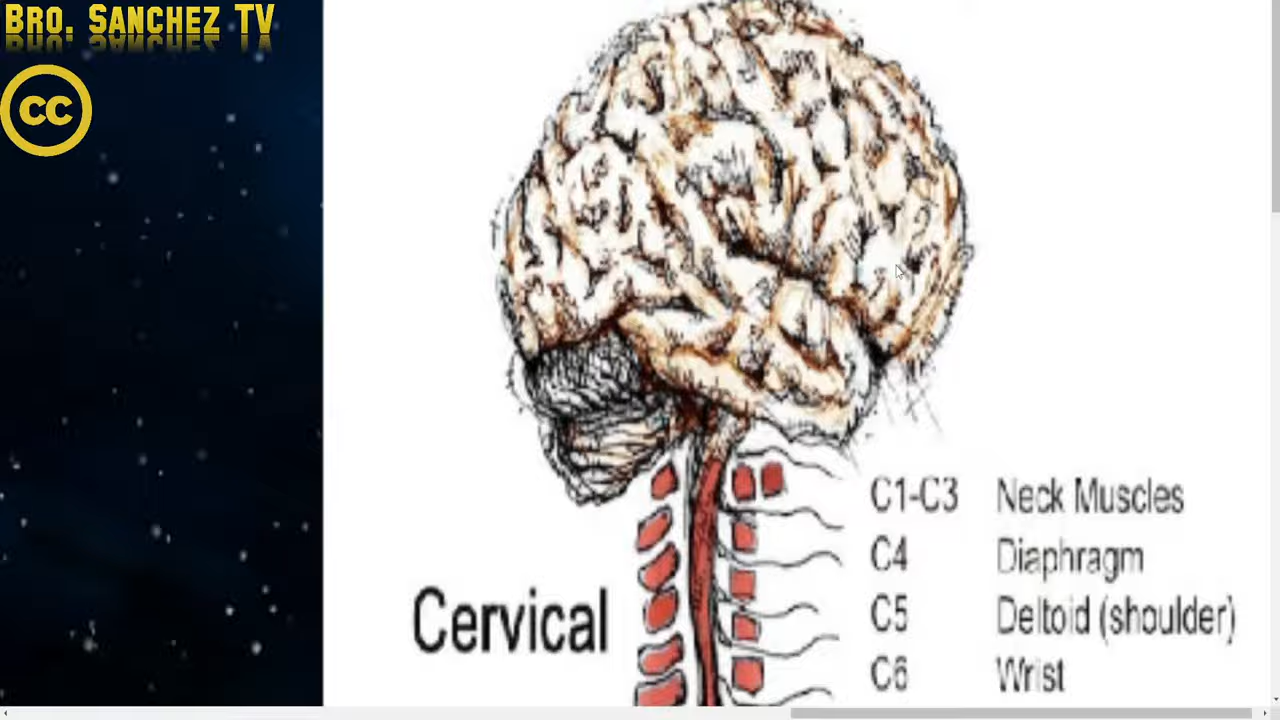 BRO. SANCHEZ TV
CC
C1-C3 Neck Muscles
C4 Diaphragm
C5 Deltoid (shoulder)
Cervical
C6 Wrist